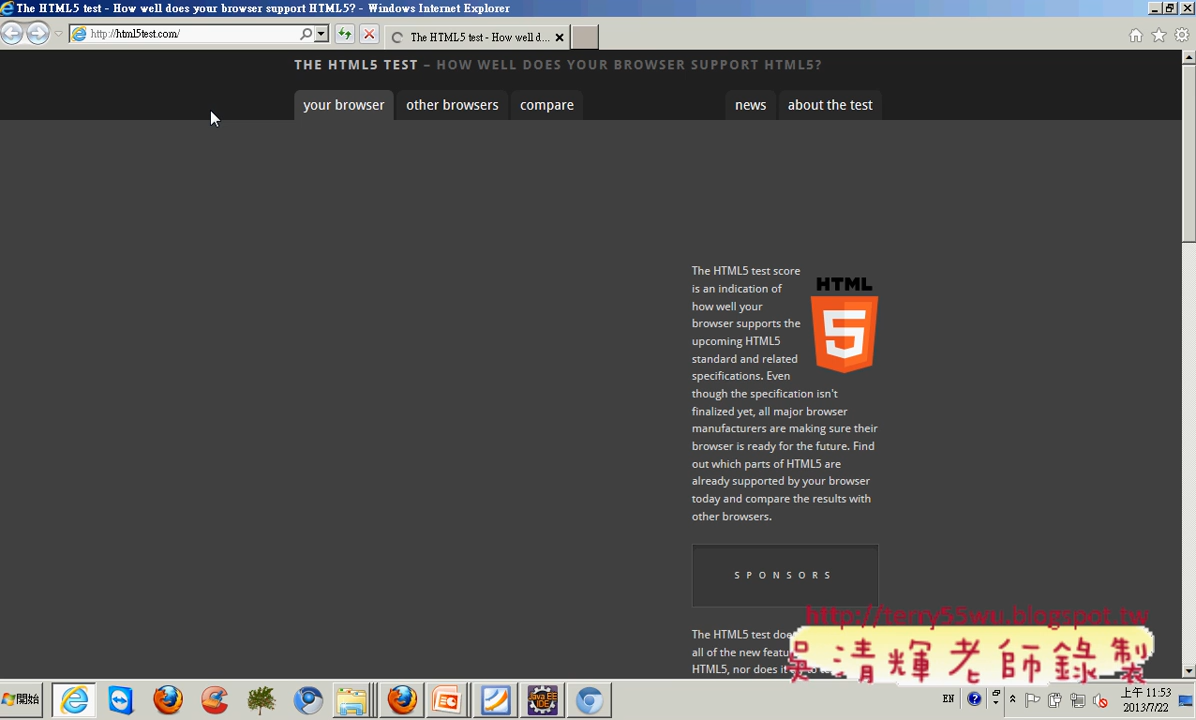 The HTML5 test - How well does your browser support HTML5? - Windows Internet Explorer
http://html5test.com/
The HTML5 test - How well d...
THE HTML5 TEST – HOW WELL DOES YOUR BROWSER SUPPORT HTML5?
your browser
other browsers
compare
news
about the test
The HTML5 test score
is an indication of
how well your
browser supports the
upcoming HTML5
standard and related
specifications. Even
though the specification isn't
finalized yet, all major browser
manufacturers are making sure their
browser is ready for the future. Find
out which parts of HTML5 are
already supported by your browser
today and compare the results with
other browsers.
HTML
5
SPONSORS
The HTML5 test doe
all of the new featu
HTML5, nor does it
http://terry55wu.blogspot.tw
吳清輝老師錄製
開始
Java EE
IDE
EN
上午 11:53
2013/7/22